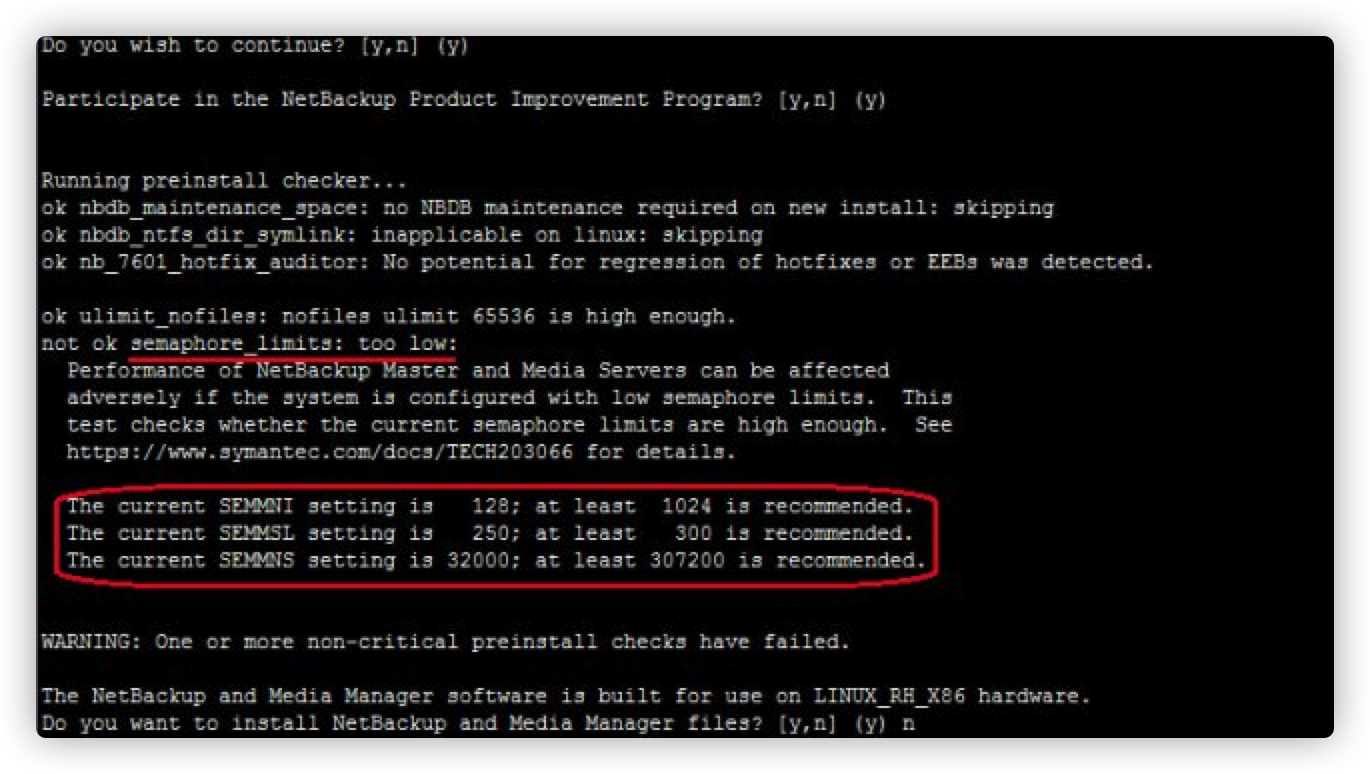 Do you wish to continue? [y,n] (y)
Participate in the NetBackup Product Improvement Program? [y,n] (y)
Running preinstall checker...
ok nbdb_maintenance_space: no NBDB maintenance required on new install: skipping
ok nbdb_ntfs_dir_symlink: inapplicable on linux: skipping
ok nb_7601_hotfix_auditor: No potential for regression of hotfixes or EEBs was detected.
ok ulimit_nofiles: nofiles ulimit 65536 is high enough.
not ok semaphore_limits: too low:
Performance of NetBackup Master and Media Servers can be affected
adversely if the system is configured with low semaphore limits.  This
test checks whether the current semaphore limits are high enough.  See
https://www.symantec.com/docs/TECH203066 for details.
The current SEMMNI setting is   128; at least  1024 is recommended.
The current SEMMSL setting is   250; at least   300 is recommended.
The current SEMMNS setting is 32000; at least 307200 is recommended.
WARNING: One or more non-critical preinstall checks have failed.
The NetBackup and Media Manager software is built for use on LINUX_RH_X86 hardware.
Do you want to install NetBackup and Media Manager files? [y,n] (y) n